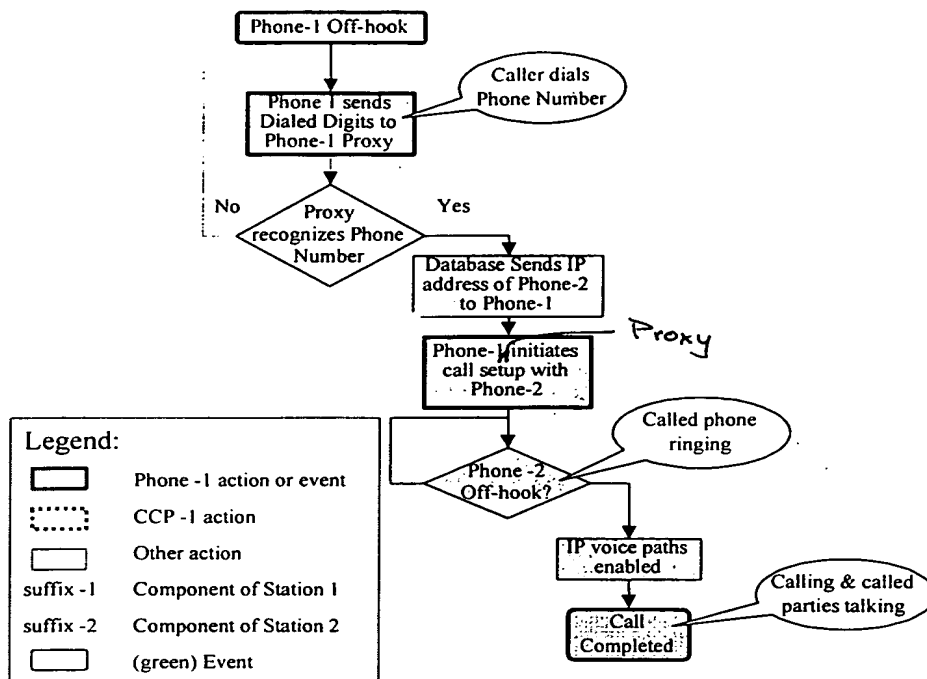 Phone-1 Off-hook
Caller dials
Phone Number
Phone 1 sends
Dialed Digits to
Phone-1 Proxy
No
Yes
Proxy
recognizes Phone
Number
Database Sends IP
address of Phone-2
to Phone-1
Proxy
Phone-1 initiates
call setup with
Phone-2
Called phone
ringing
Phone -2
Off-hook?
IP voice paths
enabled
Calling & called
parties talking
Call
Completed
Legend:
Phone -1 action or event
CCP -1 action
Other action
suffix -1 Component of Station 1
suffix -2 Component of Station 2
(green) Event